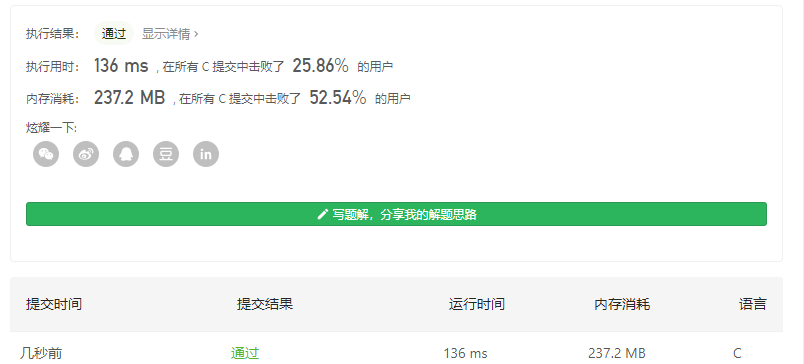 执行结果： 通过 显示详情 ›
执行用时： 136 ms , 在所有 C 提交中击败了 25.86% 的用户
内存消耗： 237.2 MB , 在所有 C 提交中击败了 52.54% 的用户
炫耀一下:
豆 in
写题解，分享我的解题思路
提交时间 提交结果 运行时间 内存消耗 语言
几秒前 通过 136 ms 237.2 MB C